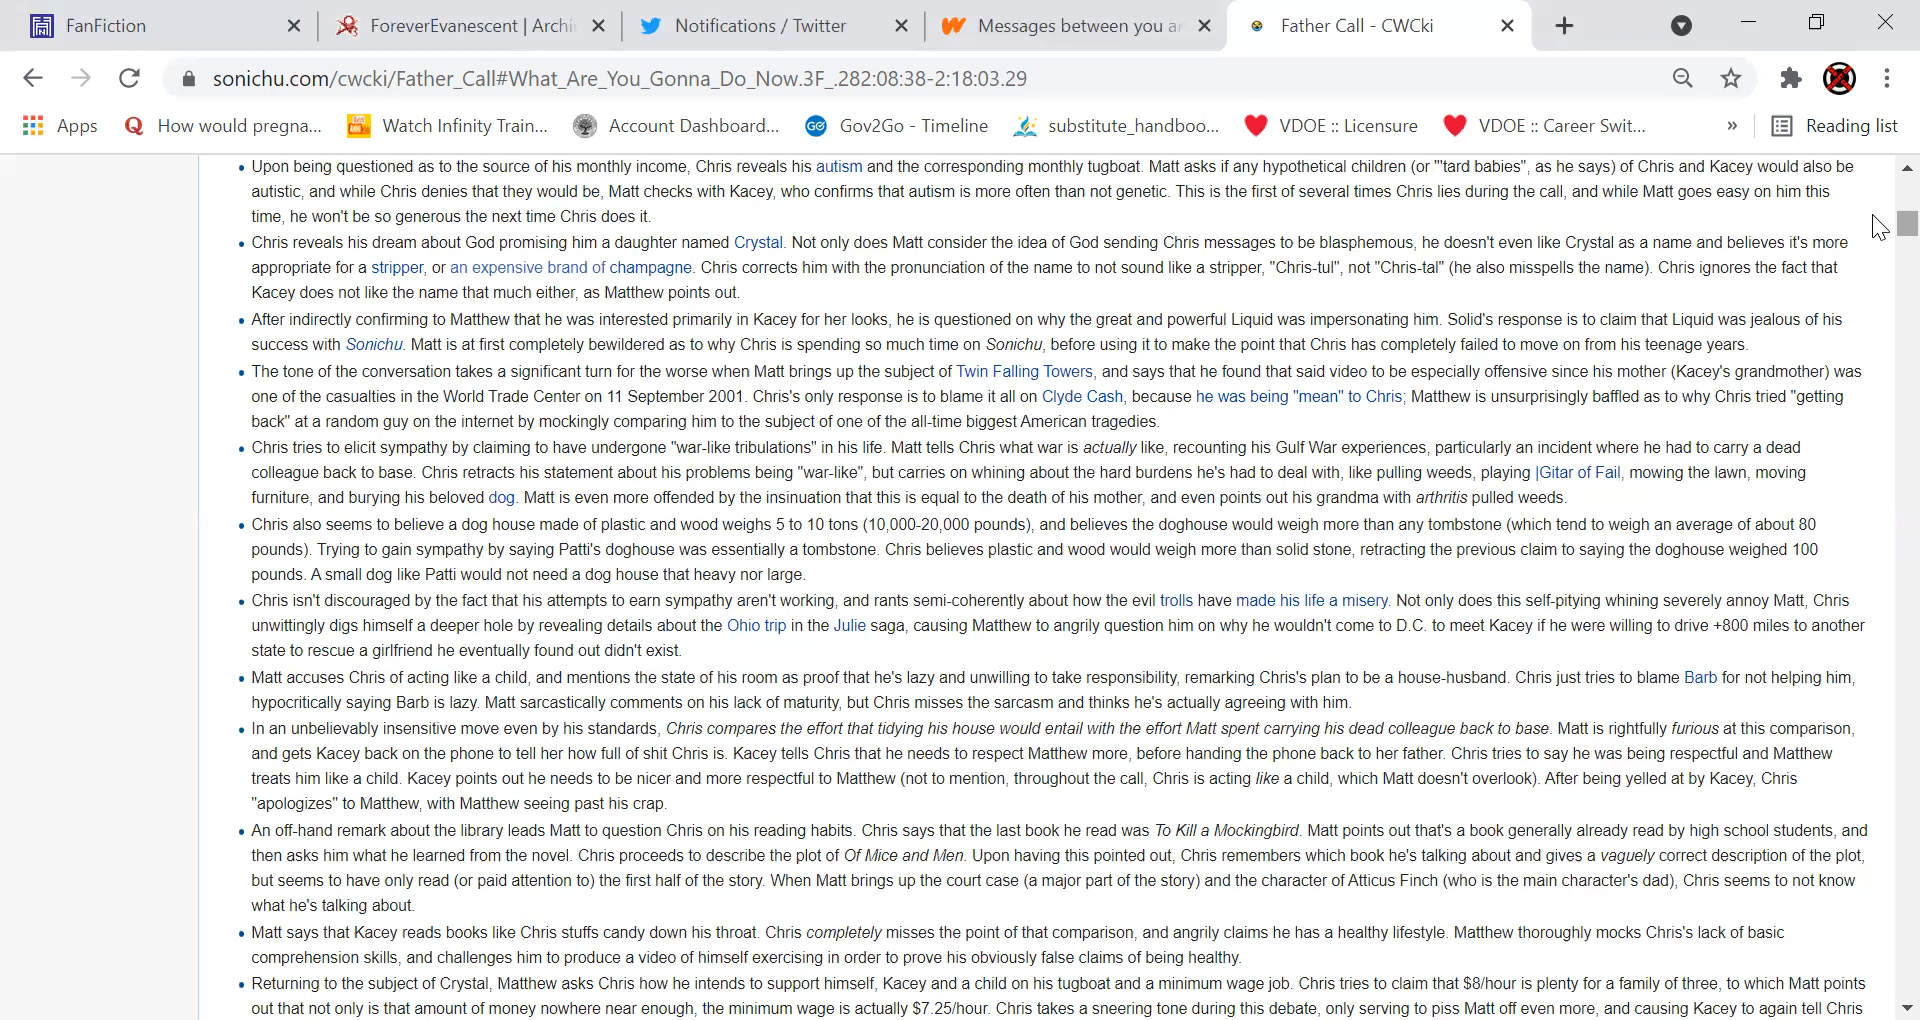 FanFiction
ForeverEvanescent | Archi
Notifications / Twitter
Messages between you a
Father Call - CWCki
sonichu.com/cwcki/Father_Call#What_Are_You_Gonna_Do_Now.3F_.282:08:38-2:18:03.29
Apps
How would pregna...
Watch Infinity Train...
Account Dashboard...
GO
Gov2Go - Timeline
substitute_handboo...
VDOE :: Licensure
VDOE :: Career Swit...
»
Reading list
• Upon being questioned as to the source of his monthly income, Chris reveals his autism and the corresponding monthly tugboat. Matt asks if any hypothetical children (or "'tard babies", as he says) of Chris and Kacey would also be
autistic, and while Chris denies that they would be, Matt checks with Kacey, who confirms that autism is more often than not genetic. This is the first of several times Chris lies during the call, and while Matt goes easy on him this
time, he won't be so generous the next time Chris does it.
• Chris reveals his dream about God promising him a daughter named Crystal. Not only does Matt consider the idea of God sending Chris messages to be blasphemous, he doesn't even like Crystal as a name and believes it's more
appropriate for a stripper, or an expensive brand of champagne. Chris corrects him with the pronunciation of the name to not sound like a stripper, "Chris-tul", not "Chris-tal" (he also misspells the name). Chris ignores the fact that
Kacey does not like the name that much either, as Matthew points out.
• After indirectly confirming to Matthew that he was interested primarily in Kacey for her looks, he is questioned on why the great and powerful Liquid was impersonating him. Solid's response is to claim that Liquid was jealous of his
success with Sonichu. Matt is at first completely bewildered as to why Chris is spending so much time on Sonichu, before using it to make the point that Chris has completely failed to move on from his teenage years.
• The tone of the conversation takes a significant turn for the worse when Matt brings up the subject of Twin Falling Towers, and says that he found that said video to be especially offensive since his mother (Kacey's grandmother) was
one of the casualties in the World Trade Center on 11 September 2001. Chris's only response is to blame it all on Clyde Cash, because he was being "mean" to Chris; Matthew is unsurprisingly baffled as to why Chris tried "getting
back" at a random guy on the internet by mockingly comparing him to the subject of one of the all-time biggest American tragedies.
• Chris tries to elicit sympathy by claiming to have undergone "war-like tribulations" in his life. Matt tells Chris what war is actually like, recounting his Gulf War experiences, particularly an incident where he had to carry a dead
colleague back to base. Chris retracts his statement about his problems being "war-like", but carries on whining about the hard burdens he's had to deal with, like pulling weeds, playing |Gitar of Fail, mowing the lawn, moving
furniture, and burying his beloved dog. Matt is even more offended by the insinuation that this is equal to the death of his mother, and even points out his grandma with arthritis pulled weeds.
• Chris also seems to believe a dog house made of plastic and wood weighs 5 to 10 tons (10,000-20,000 pounds), and believes the doghouse would weigh more than any tombstone (which tend to weigh an average of about 80
pounds). Trying to gain sympathy by saying Patti's doghouse was essentially a tombstone. Chris believes plastic and wood would weigh more than solid stone, retracting the previous claim to saying the doghouse weighed 100
pounds. A small dog like Patti would not need a dog house that heavy nor large.
• Chris isn't discouraged by the fact that his attempts to earn sympathy aren't working, and rants semi-coherently about how the evil trolls have made his life a misery. Not only does this self-pitying whining severely annoy Matt, Chris
unwittingly digs himself a deeper hole by revealing details about the Ohio trip in the Julie saga, causing Matthew to angrily question him on why he wouldn't come to D.C. to meet Kacey if he were willing to drive +800 miles to another
state to rescue a girlfriend he eventually found out didn't exist.
• Matt accuses Chris of acting like a child, and mentions the state of his room as proof that he's lazy and unwilling to take responsibility, remarking Chris's plan to be a house-husband. Chris just tries to blame Barb for not helping him,
hypocritically saying Barb is lazy. Matt sarcastically comments on his lack of maturity, but Chris misses the sarcasm and thinks he's actually agreeing with him.
• In an unbelievably insensitive move even by his standards, Chris compares the effort that tidying his house would entail with the effort Matt spent carrying his dead colleague back to base. Matt is rightfully furious at this comparison,
and gets Kacey back on the phone to tell her how full of shit Chris is. Kacey tells Chris that he needs to respect Matthew more, before handing the phone back to her father. Chris tries to say he was being respectful and Matthew
treats him like a child. Kacey points out he needs to be nicer and more respectful to Matthew (not to mention, throughout the call, Chris is acting like a child, which Matt doesn't overlook). After being yelled at by Kacey, Chris
"apologizes" to Matthew, with Matthew seeing past his crap.
• An off-hand remark about the library leads Matt to question Chris on his reading habits. Chris says that the last book he read was To Kill a Mockingbird. Matt points out that's a book generally already read by high school students, and
then asks him what he learned from the novel. Chris proceeds to describe the plot of Of Mice and Men. Upon having this pointed out, Chris remembers which book he's talking about and gives a vaguely correct description of the plot,
but seems to have only read (or paid attention to) the first half of the story. When Matt brings up the court case (a major part of the story) and the character of Atticus Finch (who is the main character's dad), Chris seems to not know
what he's talking about.
• Matt says that Kacey reads books like Chris stuffs candy down his throat. Chris completely misses the point of that comparison, and angrily claims he has a healthy lifestyle. Matthew thoroughly mocks Chris's lack of basic
comprehension skills, and challenges him to produce a video of himself exercising in order to prove his obviously false claims of being healthy.
• Returning to the subject of Crystal, Matthew asks Chris how he intends to support himself, Kacey and a child on his tugboat and a minimum wage job. Chris tries to claim that $8/hour is plenty for a family of three, to which Matt points
out that not only is that amount of money nowhere near enough, the minimum wage is actually $7.25/hour. Chris takes a sneering tone during this debate, only serving to piss Matt off even more, and causing Kacey to again tell Chris